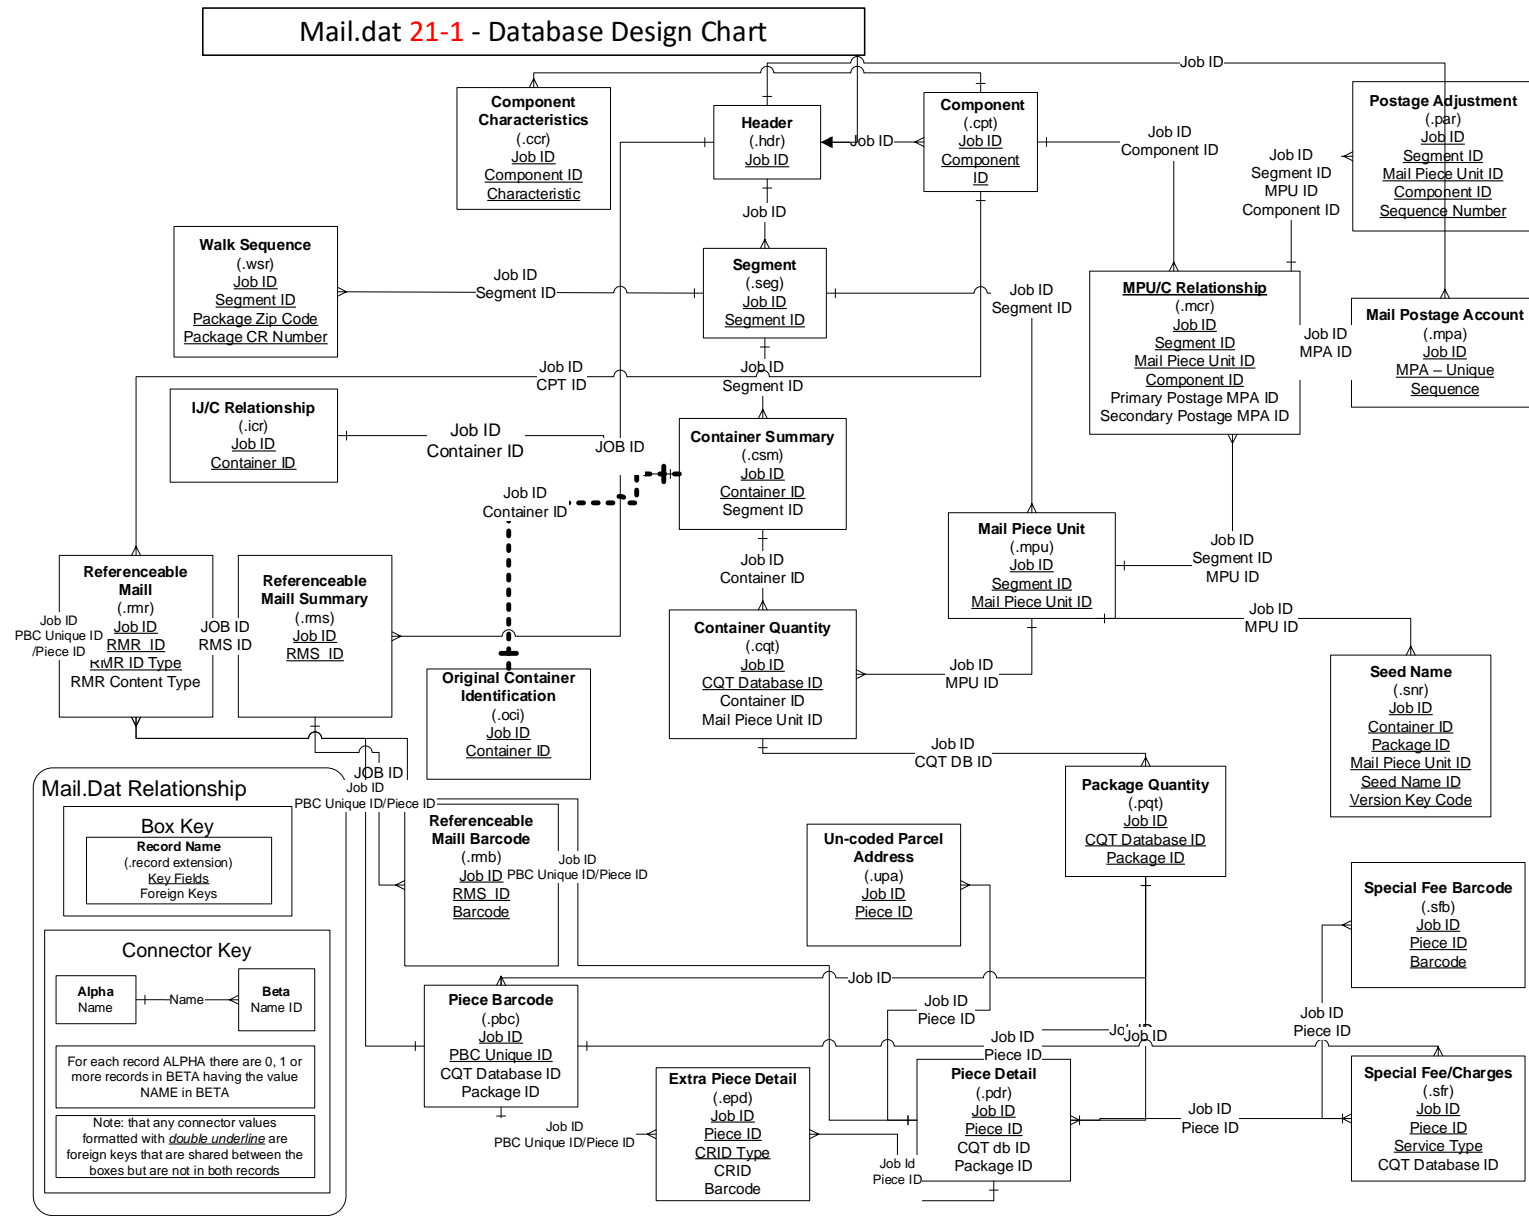 Mail.dat 21-1 - Database Design Chart
Job ID
Component
Characteristics
(.ccr)
Job ID
Component ID
Characteristic
Header
(.hdr)
Job ID
Job ID
Component
(.cpt)
Job ID
Component
ID
Job ID
Component ID
Postage Adjustment
(.par)
Job ID
Segment ID
Mail Piece Unit ID
Component ID
Sequence Number
Job ID
Segment ID
MPU ID
Component ID
Job ID
Walk Sequence
(.wsr)
Job ID
Segment ID
Package Zip Code
Package CR Number
Job ID
Segment ID
Segment
(.seg)
Job ID
Segment ID
Job ID
Segment ID
MPU/C Relationship
(.mcr)
Job ID
Segment ID
Mail Piece Unit ID
Component ID
Primary Postage MPA ID
Secondary Postage MPA ID
Job ID
MPA ID
Mail Postage Account
(.mpa)
Job ID
MPA – Unique
Sequence
Job ID
CPT ID
Job ID
Segment ID
IJ/C Relationship
(.icr)
Job ID
Container ID
Job ID
Container ID
JOB ID
Container Summary
(.csm)
Job ID
Container ID
Segment ID
Job ID
Container ID
Job ID
Container ID
Mail Piece Unit
(.mpu)
Job ID
Segment ID
Mail Piece Unit ID
Job ID
Segment ID
MPU ID
Job ID
MPU ID
Referenceable
Maill
(.rmr)
Job ID
RMR  ID
RMR ID Type
RMR Content Type
Job ID
PBC Unique ID
/Piece ID
JOB ID
RMS ID
Referenceable
Maill Summary
(.rms)
Job ID
RMS  ID
Original Container
Identification
(.oci)
Job ID
Container ID
Container Quantity
(.cqt)
Job ID
CQT Database ID
Container ID
Mail Piece Unit ID
Job ID
MPU ID
Seed Name
(.snr)
Job ID
Container ID
Package ID
Mail Piece Unit ID
Seed Name ID
Version Key Code
Job ID
CQT DB ID
Package Quantity
(.pqt)
Job ID
CQT Database ID
Package ID
JOB ID
Job ID
PBC Unique ID/Piece ID
Mail.Dat Relationship
Box Key
Record Name
(.record extension)
Key Fields
Foreign Keys
Connector Key
Alpha
Name
Name
Beta
Name ID
For each record ALPHA there are 0, 1 or
more records in BETA having the value
NAME in BETA
Note: that any connector values
formatted with double underline are
foreign keys that are shared between the
boxes but are not in both records
Referenceable
Maill Barcode
(.rmb)
Job ID
RMS  ID
Barcode
Job ID
PBC Unique ID/Piece ID
Un-coded Parcel
Address
(.upa)
Job ID
Piece ID
Special Fee Barcode
(.sfb)
Job ID
Piece ID
Barcode
Job ID
Piece Barcode
(.pbc)
Job ID
PBC Unique ID
CQT Database ID
Package ID
Job ID
Piece ID
Job ID
Piece ID
Job ID
Job ID
Job ID
Piece ID
Extra Piece Detail
(.epd)
Job ID
Piece ID
CRID Type
CRID
Barcode
Job ID
PBC Unique ID/Piece ID
Job Id
Piece ID
Piece Detail
(.pdr)
Job ID
Piece ID
CQT db ID
Package ID
Job ID
Piece ID
Special Fee/Charges
(.sfr)
Job ID
Piece ID
Service Type
CQT Database ID